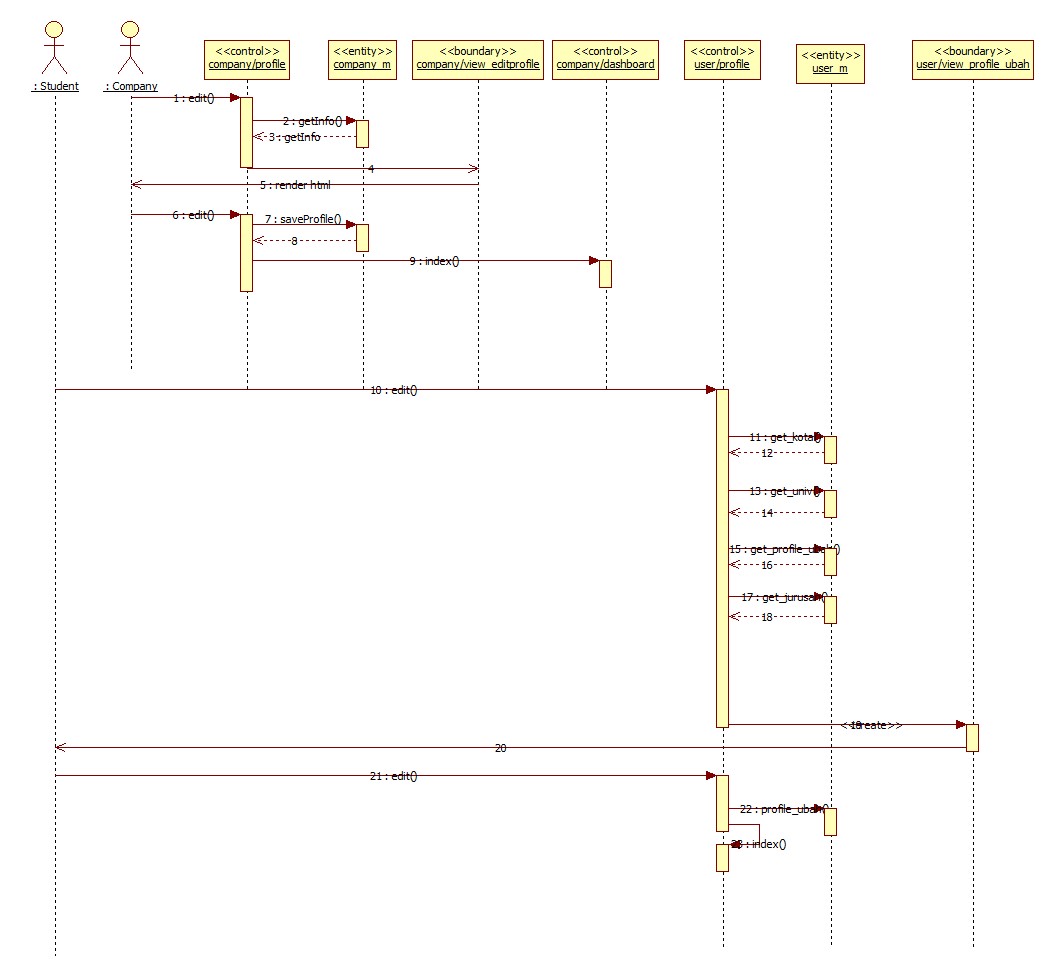 <<control>>
company/profile
<<entity>>
company_m
<<boundary>>
company/view_editprofile
<<control>>
company/dashboard
<<control>>
user/profile
<<entity>>
user_m
<<boundary>>
user/view_profile_ubah
: Student
: Company
1 : edit()
2 : getInfo()
3 : getInfo
4
5 : render html
6 : edit()
7 : saveProfile()
8
9 : index()
10 : edit()
11 : get_kota()
12
13 : get_univ()
14
15 : get_profile_ubah()
16
17 : get_jurusan()
18
19
<<create>>
20
21 : edit()
22 : profile_ubah()
23 : index()